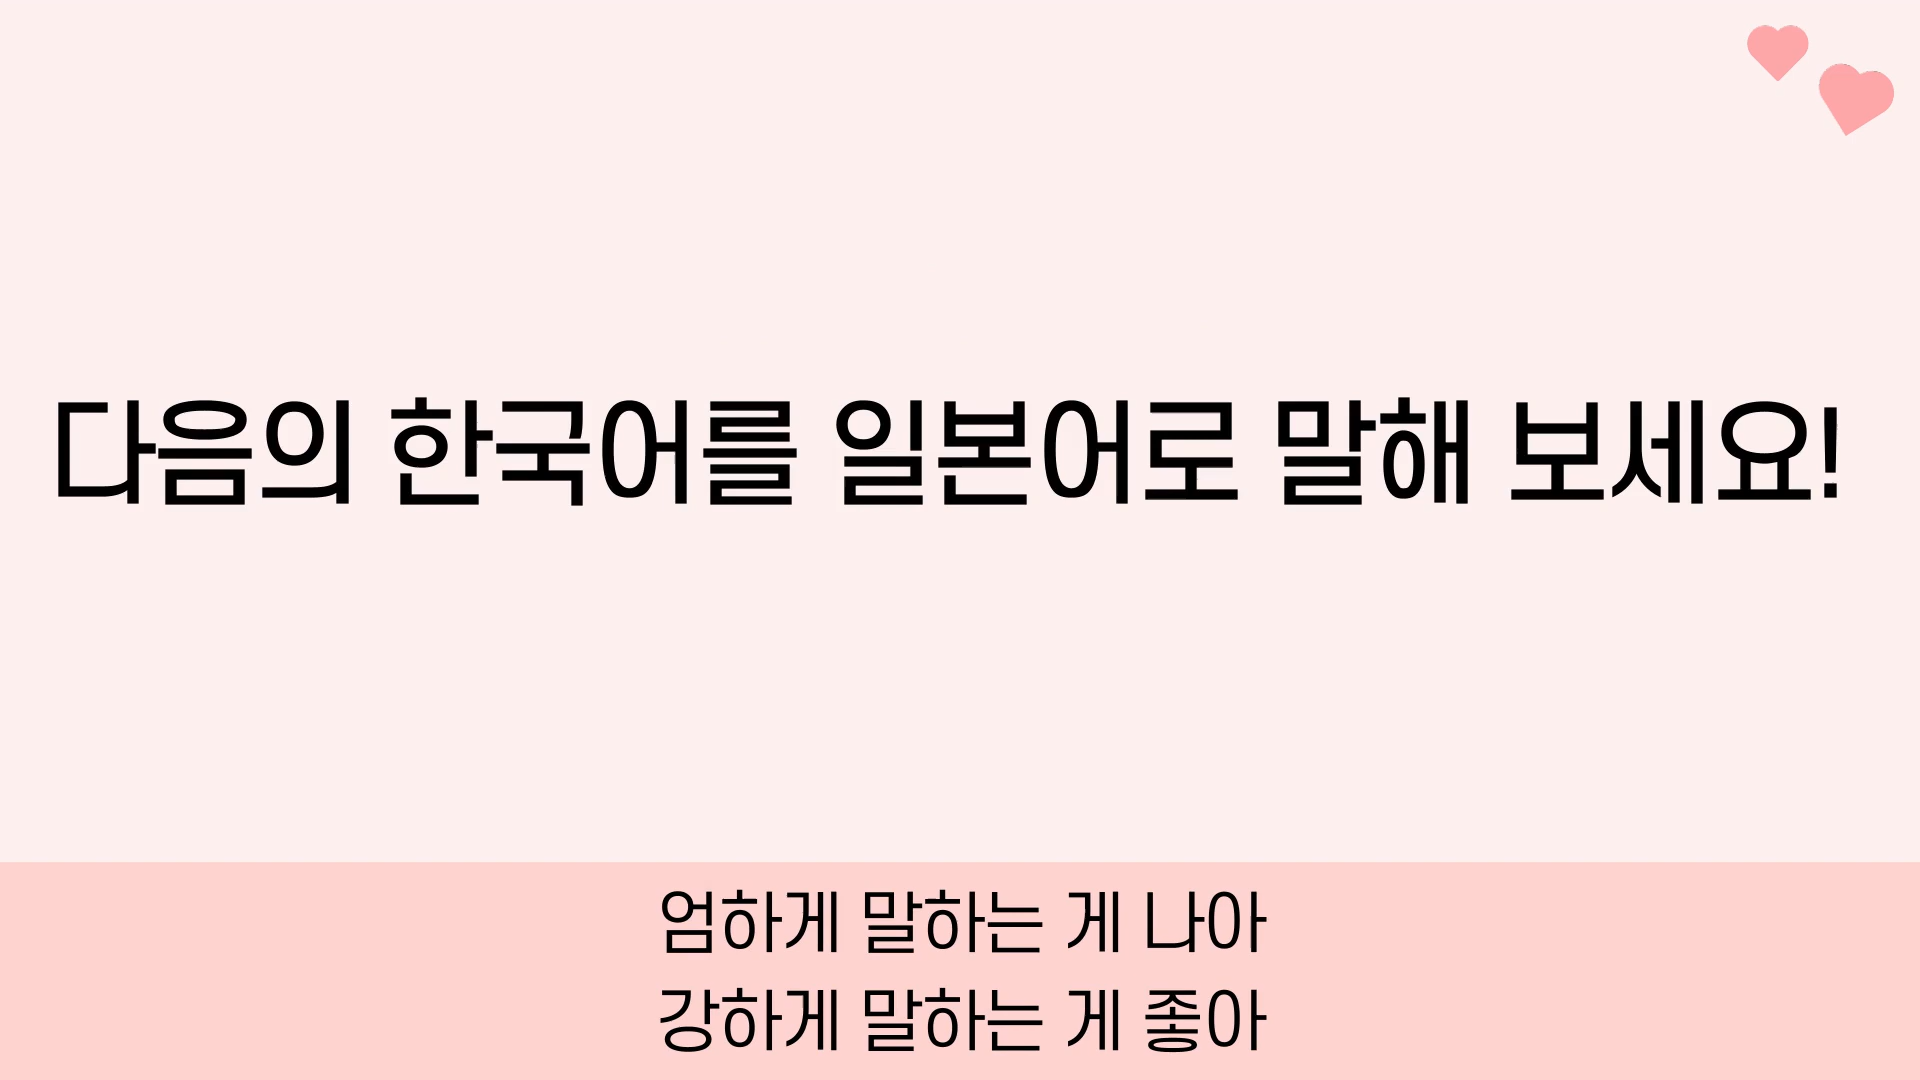 다음의 한국어를 일본어로 말해 보세요!
엄하게 말하는 게 나아
강하게 말하는 게 좋아